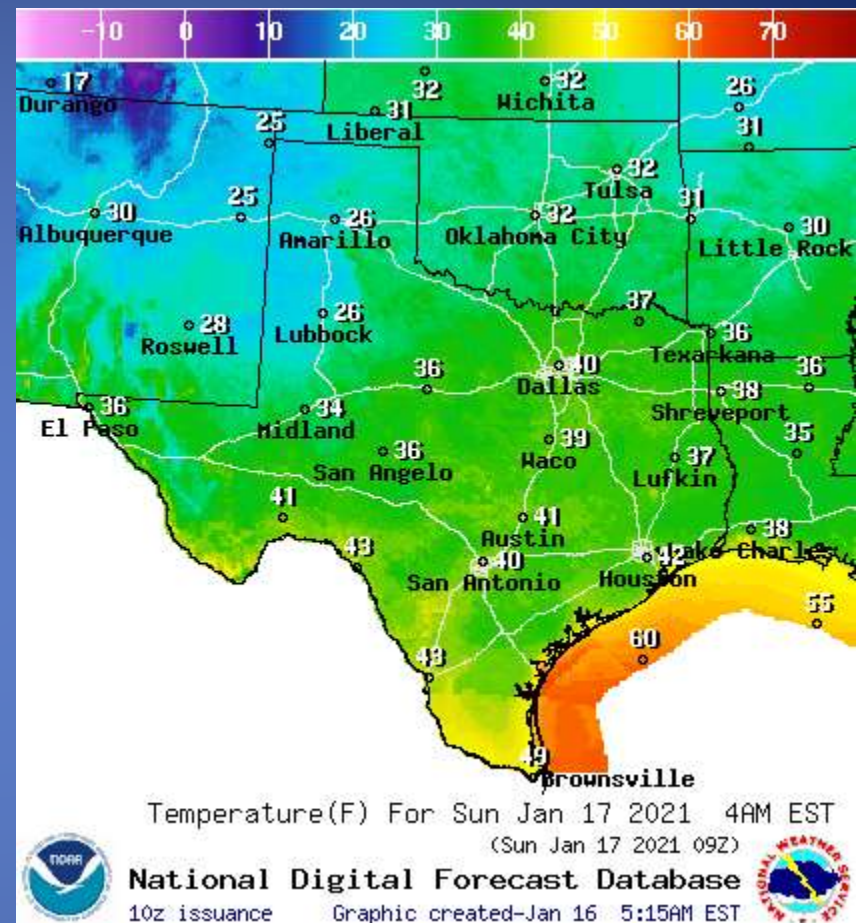 -10 0 10 20 30 40 50 60 70
17 Durango
32
32 Wichita
26
31 Liberal
25
31
32 Tulsa
30 Albuquerque
25
26 Amarillo
32 Oklahoma City
31
30 Little Rock
28 Roswell
26 Lubbock
37
36 Texarkana
40 Dallas
36
36
36 El Paso
34 Midland
38 Shreveport
36 San Angelo
39 Waco
37 Lufkin
35
41
41 Austin
38 Lake Charles
43
40 San Antonio
42 Houston
55
60
43
49 Brownsville
Temperature(F) For Sun Jan 17 2021 4AM EST
(Sun Jan 17 2021 09Z)
NOAA
National Digital Forecast Database
10z issuance Graphic created-Jan 16 5:15AM EST